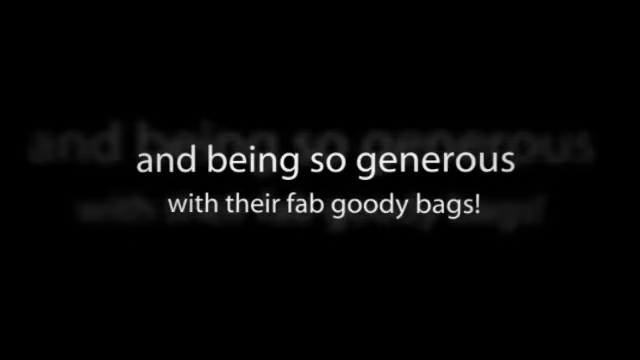 and being so generous
with their fab goody bags!